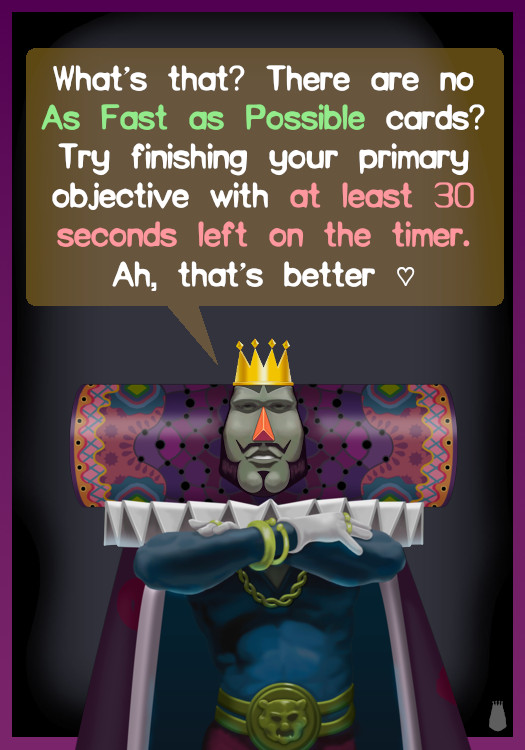 What's that? There are no
As Fast as Possible cards?
Try finishing your primary
objective with at least 30
seconds left on the timer.
Ah, that's better ♡